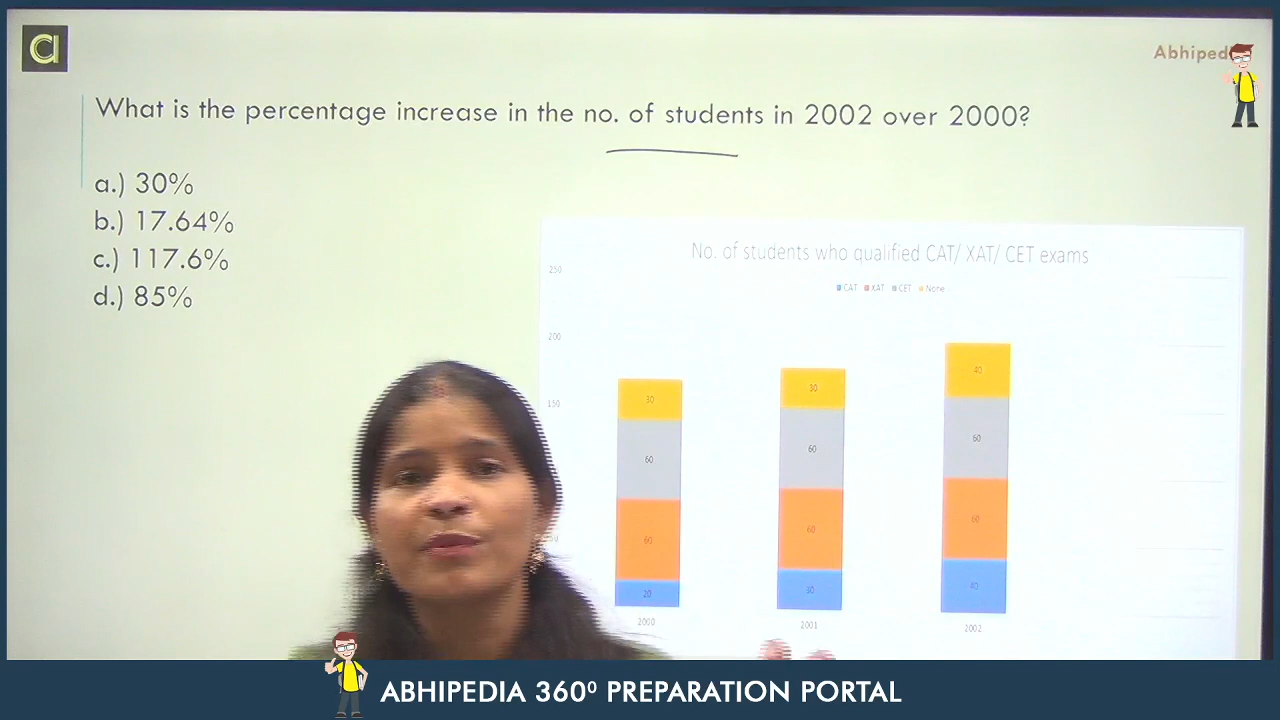 Abhiped
What is the percentage increase in the no. of students in 2002 over 2000?
a.) 30%
b.) 17.64%
c.) 117.6%
d.) 85%
No. of students who qualified CAT/ XAT/ CET exams
CAT XAT CET None
250
200
150
30 60 60 20
30 60 60 30
40 60 60 40
2000 2001 2002
ABHIPEDIA 360⁰ PREPARATION PORTAL